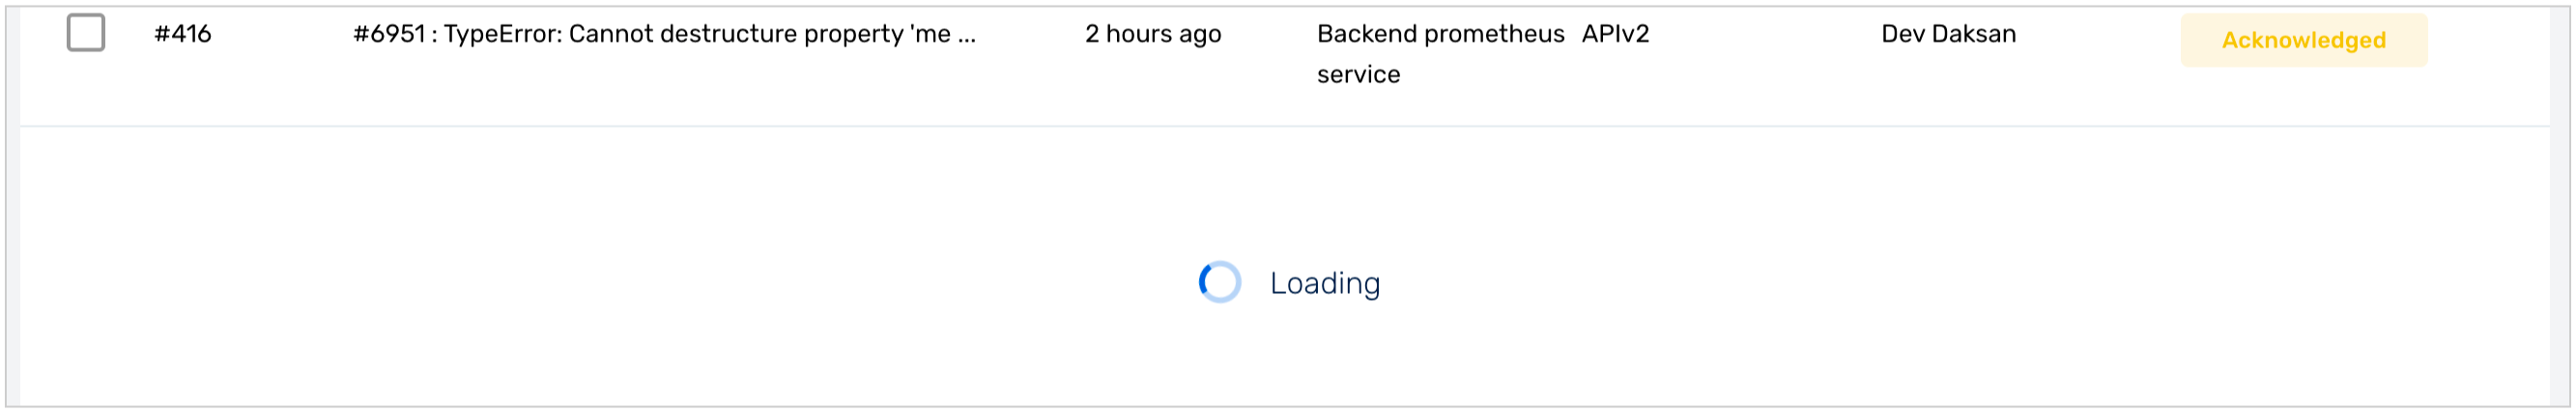 #416 #6951 : TypeError: Cannot destructure property 'me ... 2 hours ago Backend prometheus APIv2 Dev Daksan Acknowledged
service
Loading